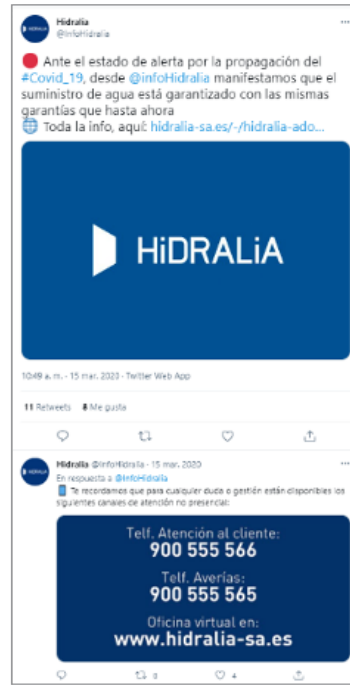 Hidralia
@infoHidralia
Ante el estado de alerta por la propagación del
#Covid_19, desde @infoHidralia manifestamos que el
suministro de agua está garantizado con las mismas
garantías que hasta ahora
Toda la info, aquí: hidralia-sa.es/-/hidralia-ado...
HiDRALiA
10:49 a. m. · 15 mar. 2020 · Twitter Web App
11 Retweets 8 Me gusta
HIDRALIA
Hidralia @infoHidralia · 15 mar. 2020
En respuesta a @infoHidralia
Te recordamos que para cualquier duda o gestión están disponibles los
siguientes canales de atención no presencial:
Telf. Atención al cliente:
900 555 566
Telf. Averías:
900 555 565
Oficina virtual en:
www.hidralia-sa.es
4